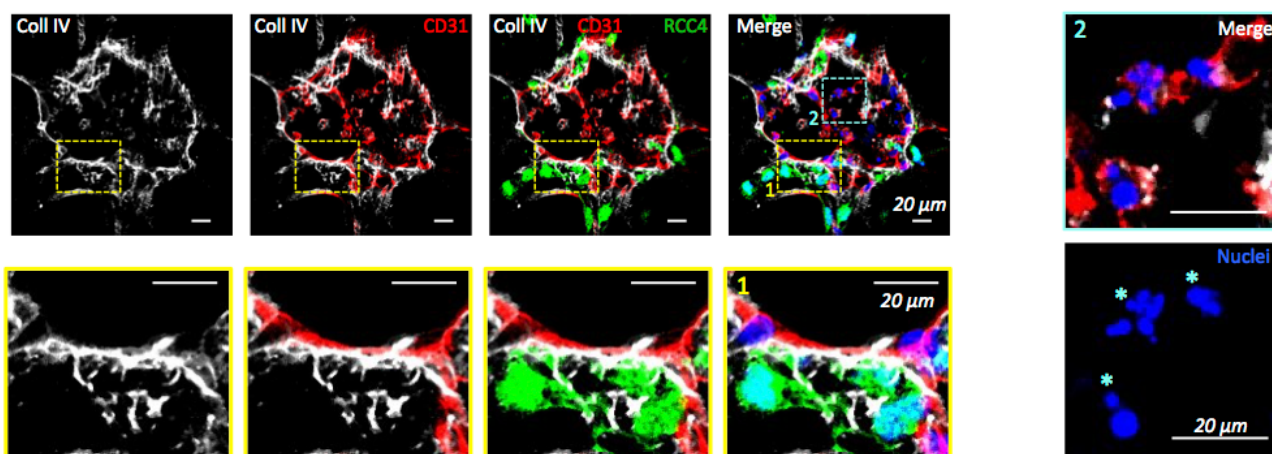 Coll IV
Coll IV CD31
Coll IV CD31 RCC4
Merge
2
1
20 µm
2 Merge
1
20 µm
Nuclei
*
*
*
20 µm